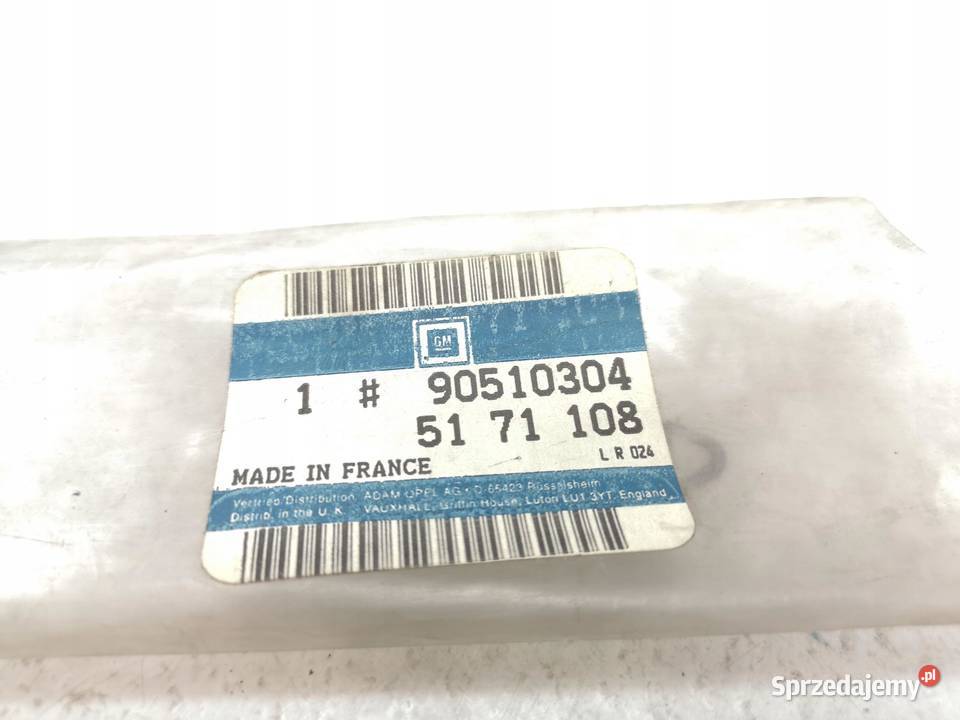 GM
1 # 90510304
51 71 108
L R 024
MADE IN FRANCE
Vertrieb/Distribution, ADAM OPEL AG • D-65423 Rüsselsheim
Distrib. in the U. K. VAUXHALL, Griffin House, Luton LU1 3YT, England
Sprzedajemy.pl